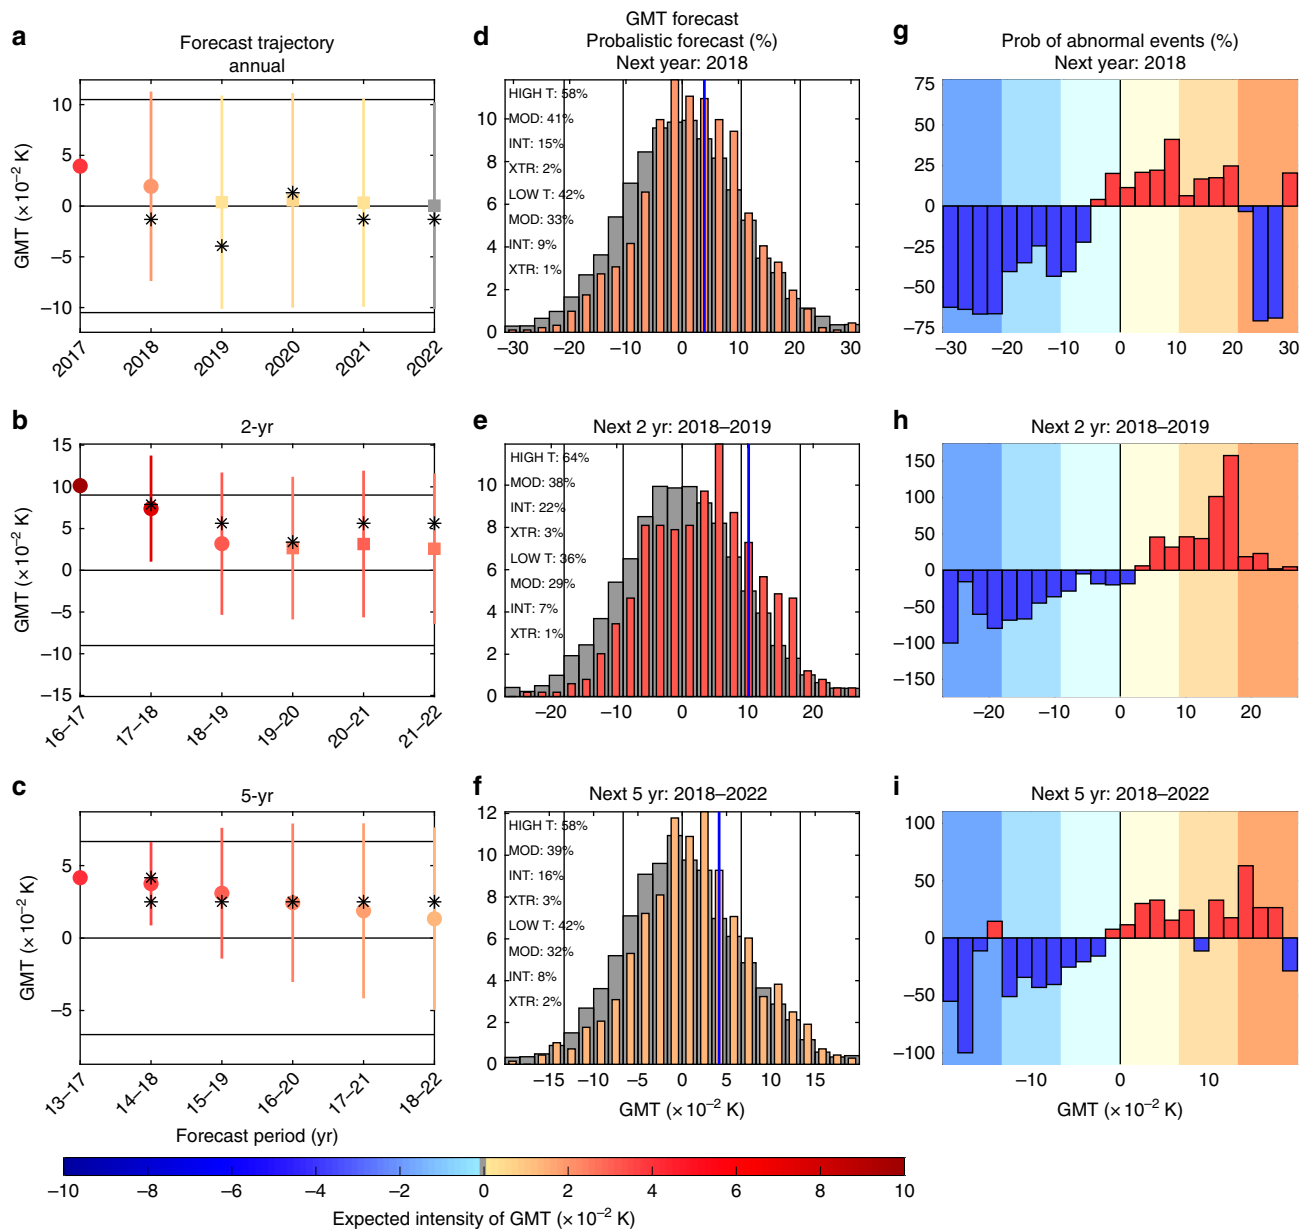 a
Forecast trajectory
annual
GMT (×10⁻² K)
10
5
0
−5
−10
2017
2018
2019
2020
2021
2022
d
GMT forecast
Probalistic forecast (%)
Next year: 2018
HIGH T: 58%
MOD: 41%
INT: 15%
XTR: 2%
LOW T: 42%
MOD: 33%
INT: 9%
XTR: 1%
10
8
6
4
2
0
−30
−20
−10
0
10
20
30
g
Prob of abnormal events (%)
Next year: 2018
75
50
25
0
−25
−50
−75
−30
−20
−10
0
10
20
30
b
2-yr
GMT (×10⁻² K)
15
10
5
0
−5
−10
−15
16–17
17–18
18–19
19–20
20–21
21–22
e
Next 2 yr: 2018–2019
HIGH T: 64%
MOD: 38%
INT: 22%
XTR: 3%
LOW T: 36%
MOD: 29%
INT: 7%
XTR: 1%
10
8
6
4
2
0
−20
−10
0
10
20
h
Next 2 yr: 2018–2019
150
100
50
0
−50
−100
−150
−20
−10
0
10
20
c
5-yr
GMT (×10⁻² K)
5
0
−5
13–17
14–18
15–19
16–20
17–21
18–22
Forecast period (yr)
f
Next 5 yr: 2018–2022
HIGH T: 58%
MOD: 39%
INT: 16%
XTR: 3%
LOW T: 42%
MOD: 32%
INT: 8%
XTR: 2%
12
10
8
6
4
2
0
−15
−10
−5
0
5
10
15
GMT (×10⁻² K)
i
Next 5 yr: 2018–2022
100
50
0
−50
−100
−10
0
10
GMT (×10⁻² K)
−10
−8
−6
−4
−2
0
2
4
6
8
10
Expected intensity of GMT (×10⁻² K)